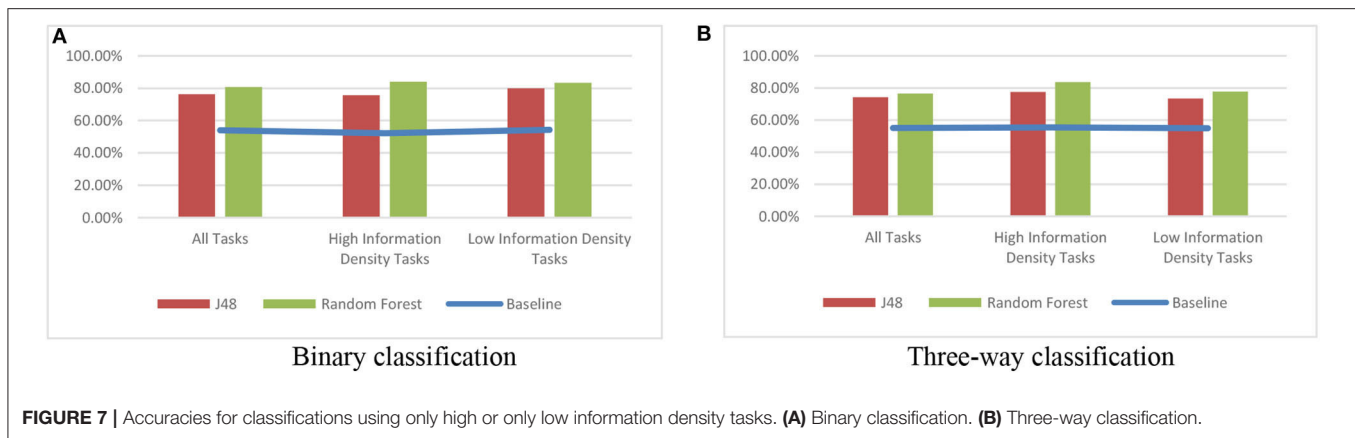 A
100.00%
80.00%
60.00%
40.00%
20.00%
0.00%
All Tasks
High Information
Density Tasks
Low Information Density
Tasks
J48
Random Forest
Baseline
Binary classification
B
100.00%
80.00%
60.00%
40.00%
20.00%
0.00%
All Tasks
High Information
Density Tasks
Low Information
Density Tasks
J48
Random Forest
Baseline
Three-way classification
FIGURE 7 | Accuracies for classifications using only high or only low information density tasks. (A) Binary classification. (B) Three-way classification.